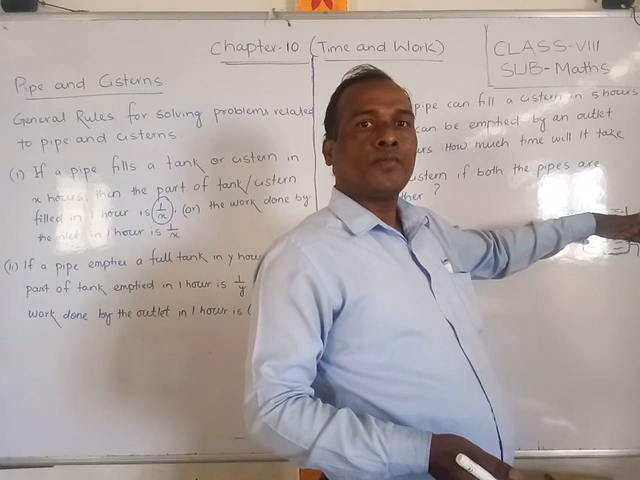 Chapter-10 (Time and Work)
CLASS-VIII
SUB-Maths
Pipe and Cisterns
General Rules for solving problems related
to pipe and cisterns.
(i) If a pipe fills a tank or cistern in
x hours, then the part of tank/cistern
filled in 1 hour is 1/x, (or) the work done by
the inlet in 1 hour is 1/x
(ii) If a pipe empties a full tank in y hour
part of tank emptied in 1 hour is 1/y
work done by the outlet in 1 hour is (
pipe can fill a cistern in 5 hours
can be emptied by an outlet
How much time will it take
if both the pipes are
?